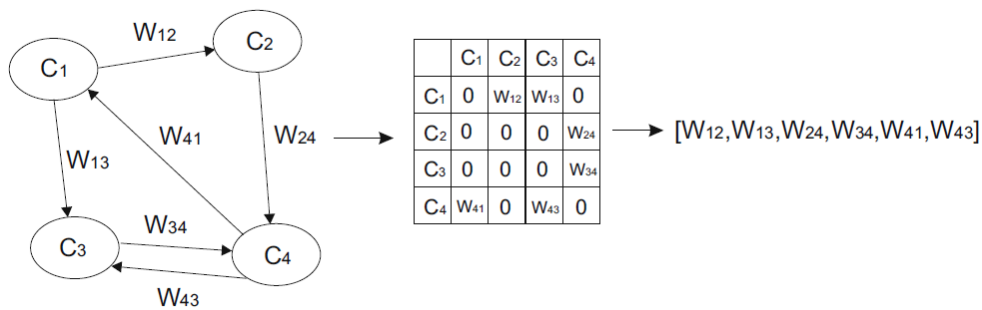 W12
C1
C2
W13
W41
W24
C3
W34
C4
W43
C1 C2 C3 C4
C1 0 W12 W13 0
C2 0 0 0 W24
C3 0 0 0 W34
C4 W41 0 W43 0
[W12,W13,W24,W34,W41,W43]